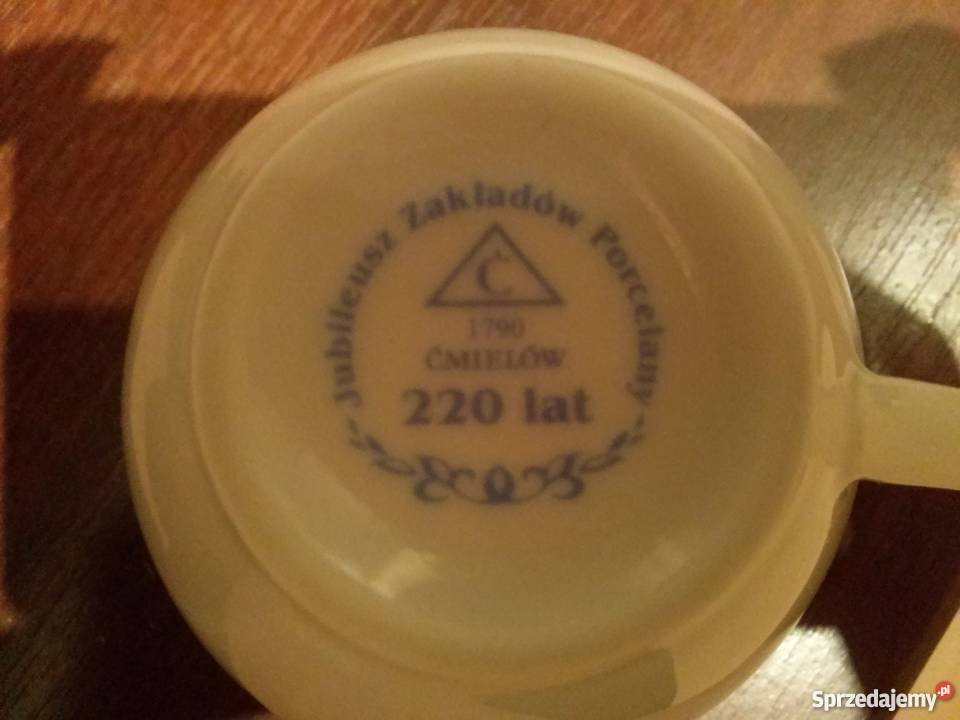 Jubileusz Zakładów Porcelany
Ć
1790
ĆMIELÓW
220 lat
Sprzedajemy.pl